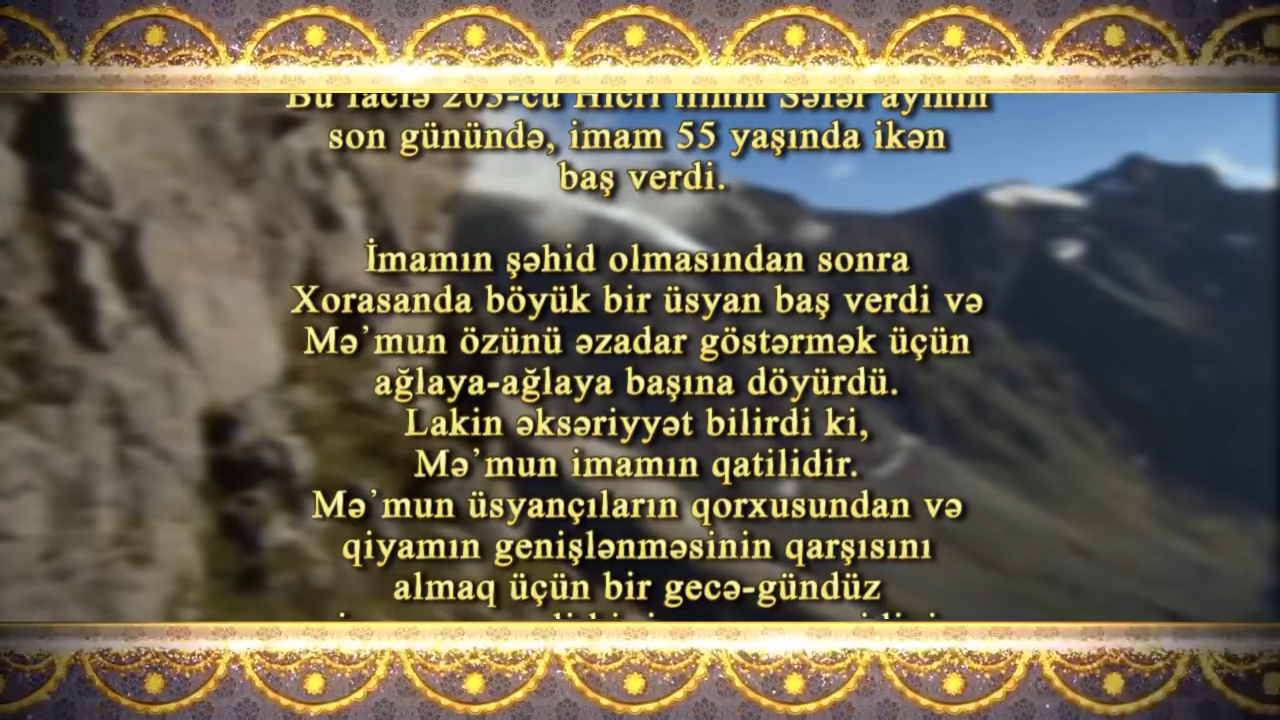 Bu faciə 203-cü Hicri ilinin Səfər ayının
son günündə, imam 55 yaşında ikən
baş verdi.
İmamın şəhid olmasından sonra
Xorasanda böyük bir üsyan baş verdi və
Mə’mun özünü əzadar göstərmək üçün
ağlaya-ağlaya başına döyürdü.
Lakin əksəriyyət bilirdi ki,
Mə’mun imamın qatilidir.
Mə’mun üsyançıların qorxusundan və
qiyamın genişlənməsinin qarşısını
almaq üçün bir gecə-gündüz